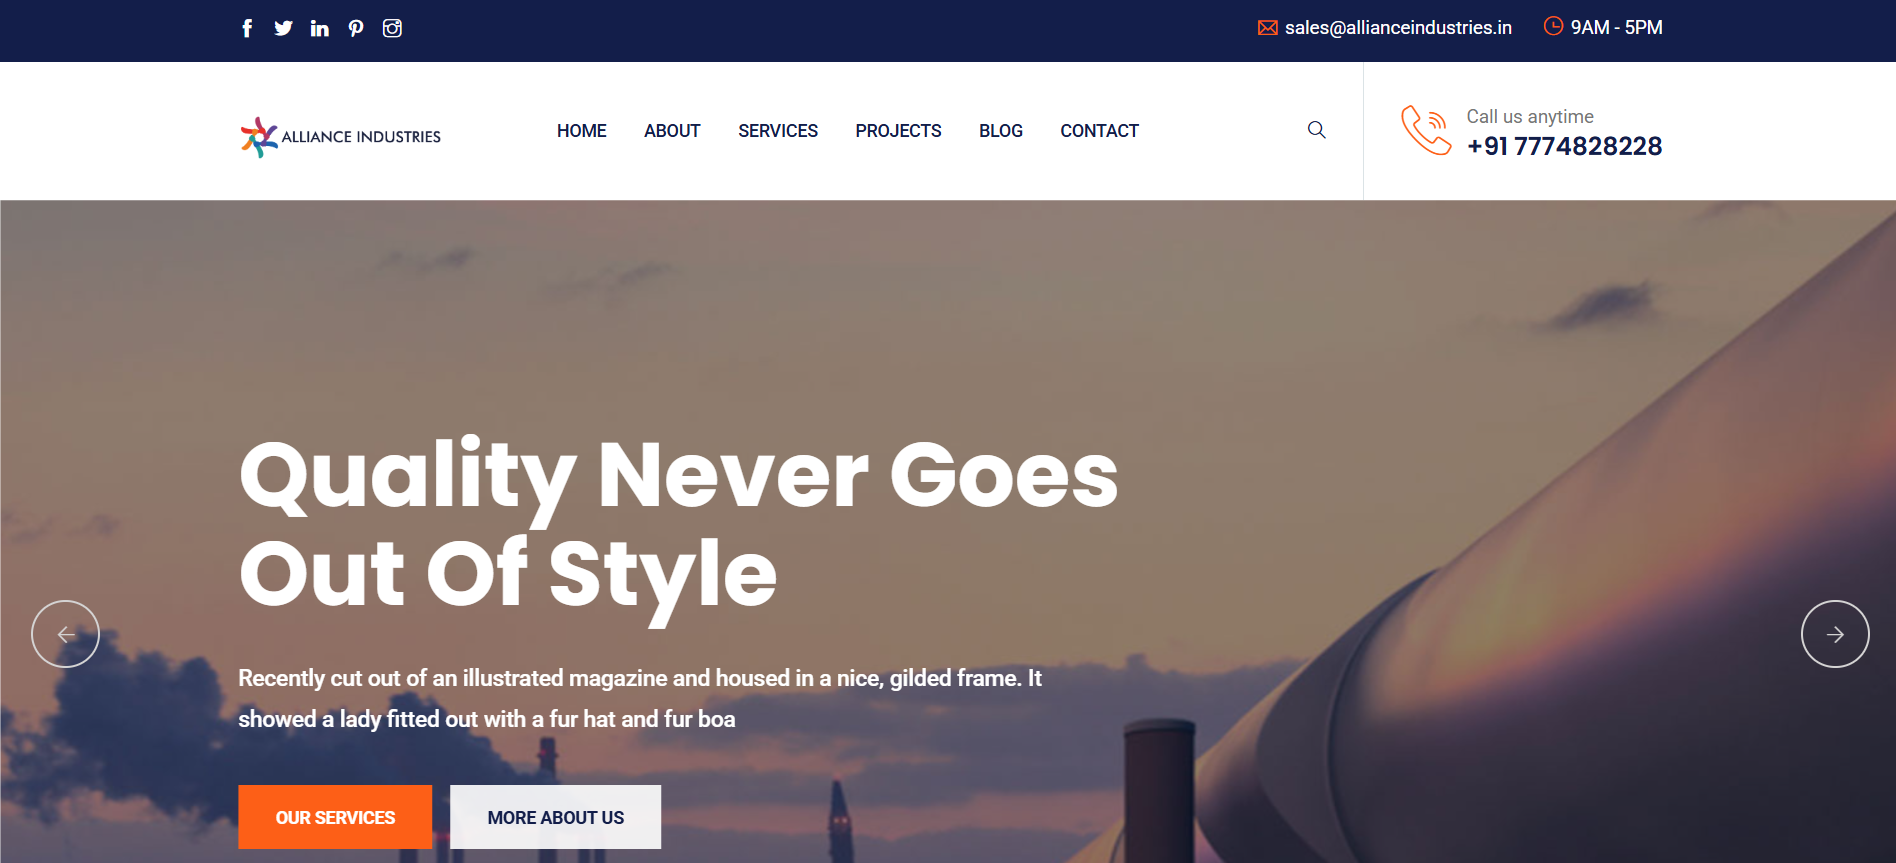 sales@allianceindustries.in
9AM - 5PM
ALLIANCE INDUSTRIES
HOME
ABOUT
SERVICES
PROJECTS
BLOG
CONTACT
Call us anytime
+91 7774828228
Quality Never Goes
Out Of Style
Recently cut out of an illustrated magazine and housed in a nice, gilded frame. It
showed a lady fitted out with a fur hat and fur boa
OUR SERVICES
MORE ABOUT US